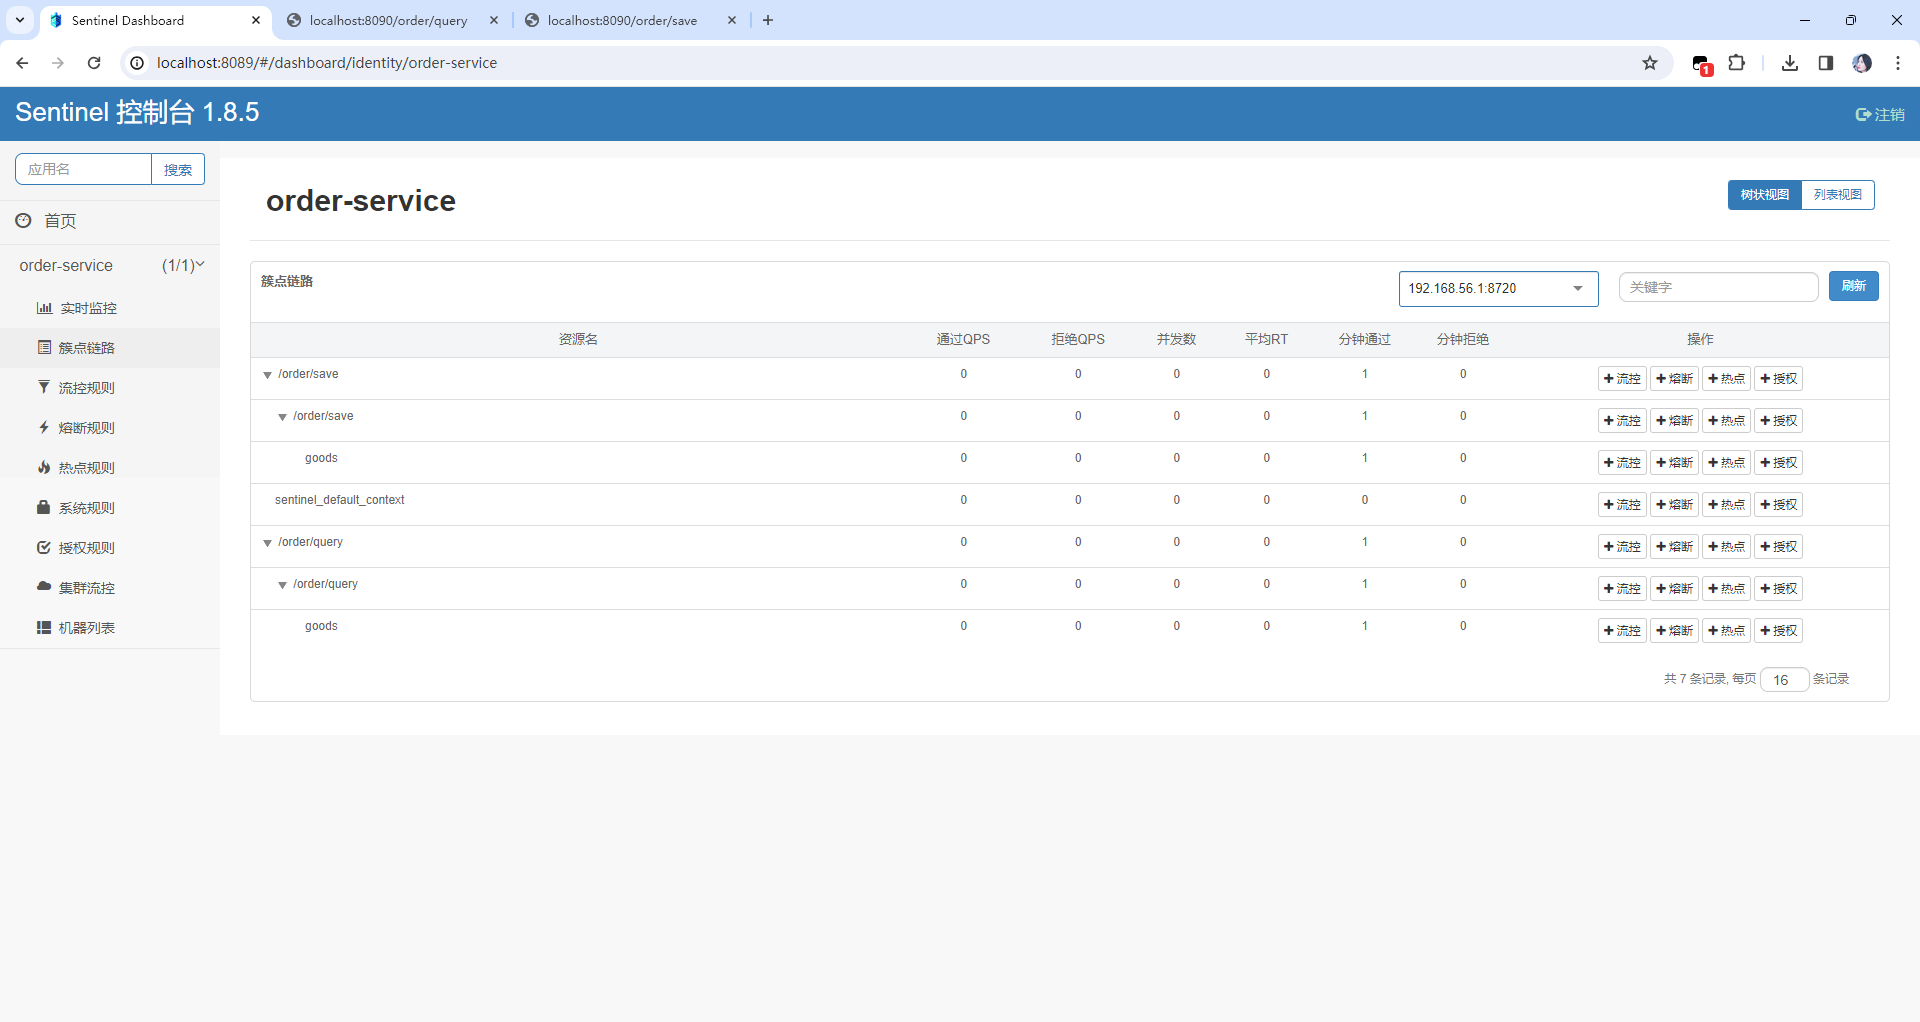 Sentinel Dashboard
localhost:8090/order/query
localhost:8090/order/save
localhost:8089/#/dashboard/identity/order-service
1
Sentinel 控制台 1.8.5
注销
应用名 搜索
首页
order-service (1/1)
实时监控
簇点链路
流控规则
熔断规则
热点规则
系统规则
授权规则
集群流控
机器列表
order-service
树状视图 列表视图
簇点链路 192.168.56.1:8720 关键字 刷新
资源名 通过QPS 拒绝QPS 并发数 平均RT 分钟通过 分钟拒绝 操作
/order/save 0 0 0 0 1 0 流控 熔断 热点 授权
/order/save 0 0 0 0 1 0 流控 熔断 热点 授权
goods 0 0 0 0 1 0 流控 熔断 热点 授权
sentinel_default_context 0 0 0 0 0 0 流控 熔断 热点 授权
/order/query 0 0 0 0 1 0 流控 熔断 热点 授权
/order/query 0 0 0 0 1 0 流控 熔断 热点 授权
goods 0 0 0 0 1 0 流控 熔断 热点 授权
共 7 条记录, 每页 16 条记录